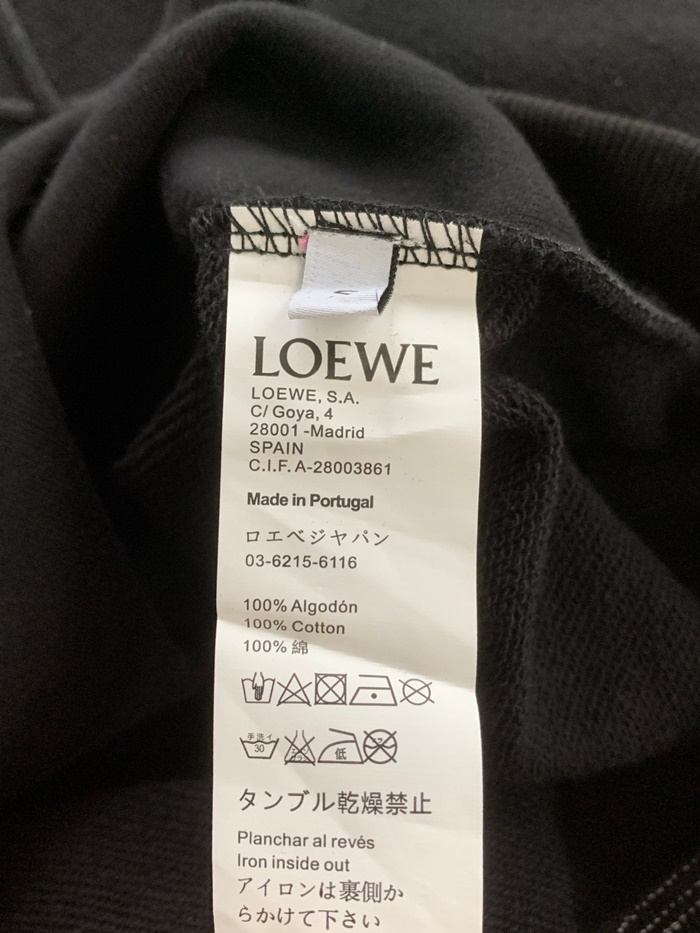 LOEWE
LOEWE, S.A.
C/ Goya, 4
28001 -Madrid
SPAIN
C.I.F. A-28003861
Made in Portugal
ロエベジャパン
03-6215-6116
100% Algodón
100% Cotton
100% 綿
手洗イ
30
低
タンブル乾燥禁止
Planchar al revés
Iron inside out
アイロンは裏側か
らかけて下さい